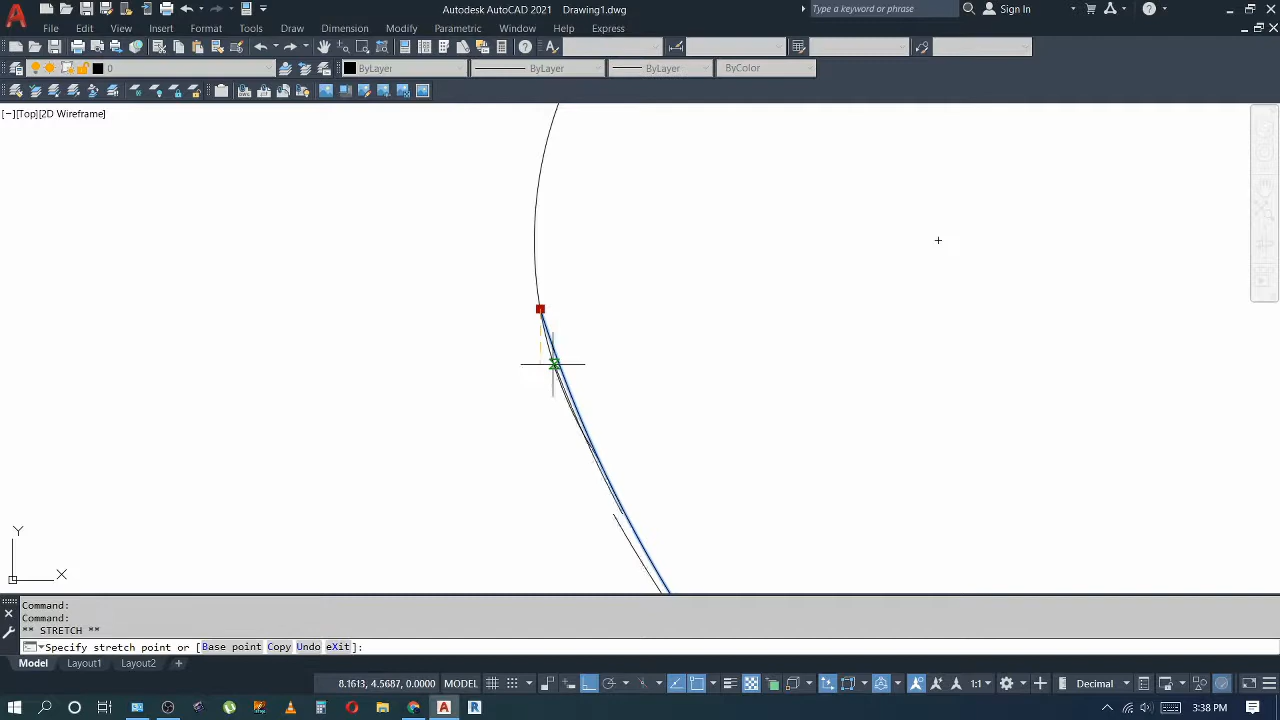 Autodesk AutoCAD 2021 Drawing1.dwg
Type a keyword or phrase
Sign In
File Edit View Insert Format Tools Draw Dimension Modify Parametric Window Help Express
0
ByLayer
ByLayer
ByLayer
ByColor
[−][Top][2D Wireframe]
Y
X
Command:
Command:
** STRETCH **
Specify stretch point or [Base point Copy Undo eXit]:
Model Layout1 Layout2 +
8.1613, 4.5687, 0.0000 MODEL
1:1
Decimal
3:38 PM